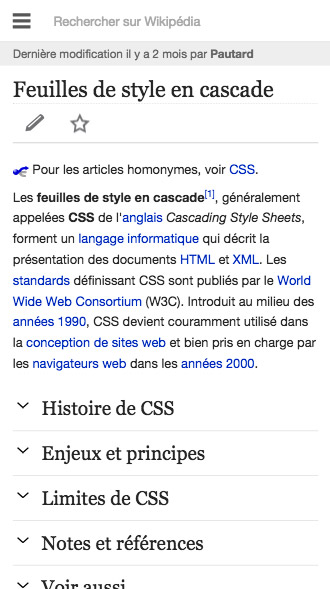 Rechercher sur Wikipédia
Dernière modification il y a 2 mois par Pautard
Feuilles de style en cascade
Pour les articles homonymes, voir CSS.
Les feuilles de style en cascade[1], généralement
appelées CSS de l'anglais Cascading Style Sheets,
forment un langage informatique qui décrit la
présentation des documents HTML et XML. Les
standards définissant CSS sont publiés par le World
Wide Web Consortium (W3C). Introduit au milieu des
années 1990, CSS devient couramment utilisé dans
la conception de sites web et bien pris en charge par
les navigateurs web dans les années 2000.
Histoire de CSS
Enjeux et principes
Limites de CSS
Notes et références
Voir aussi